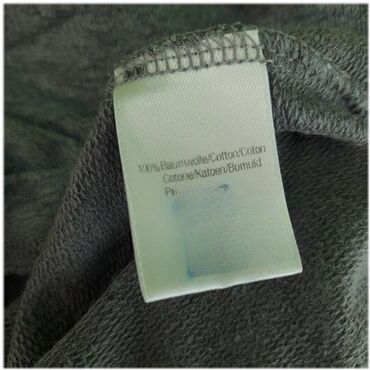 100% Baumwolle/Cotton/Coton
Cotone/Katoen/Bomuld